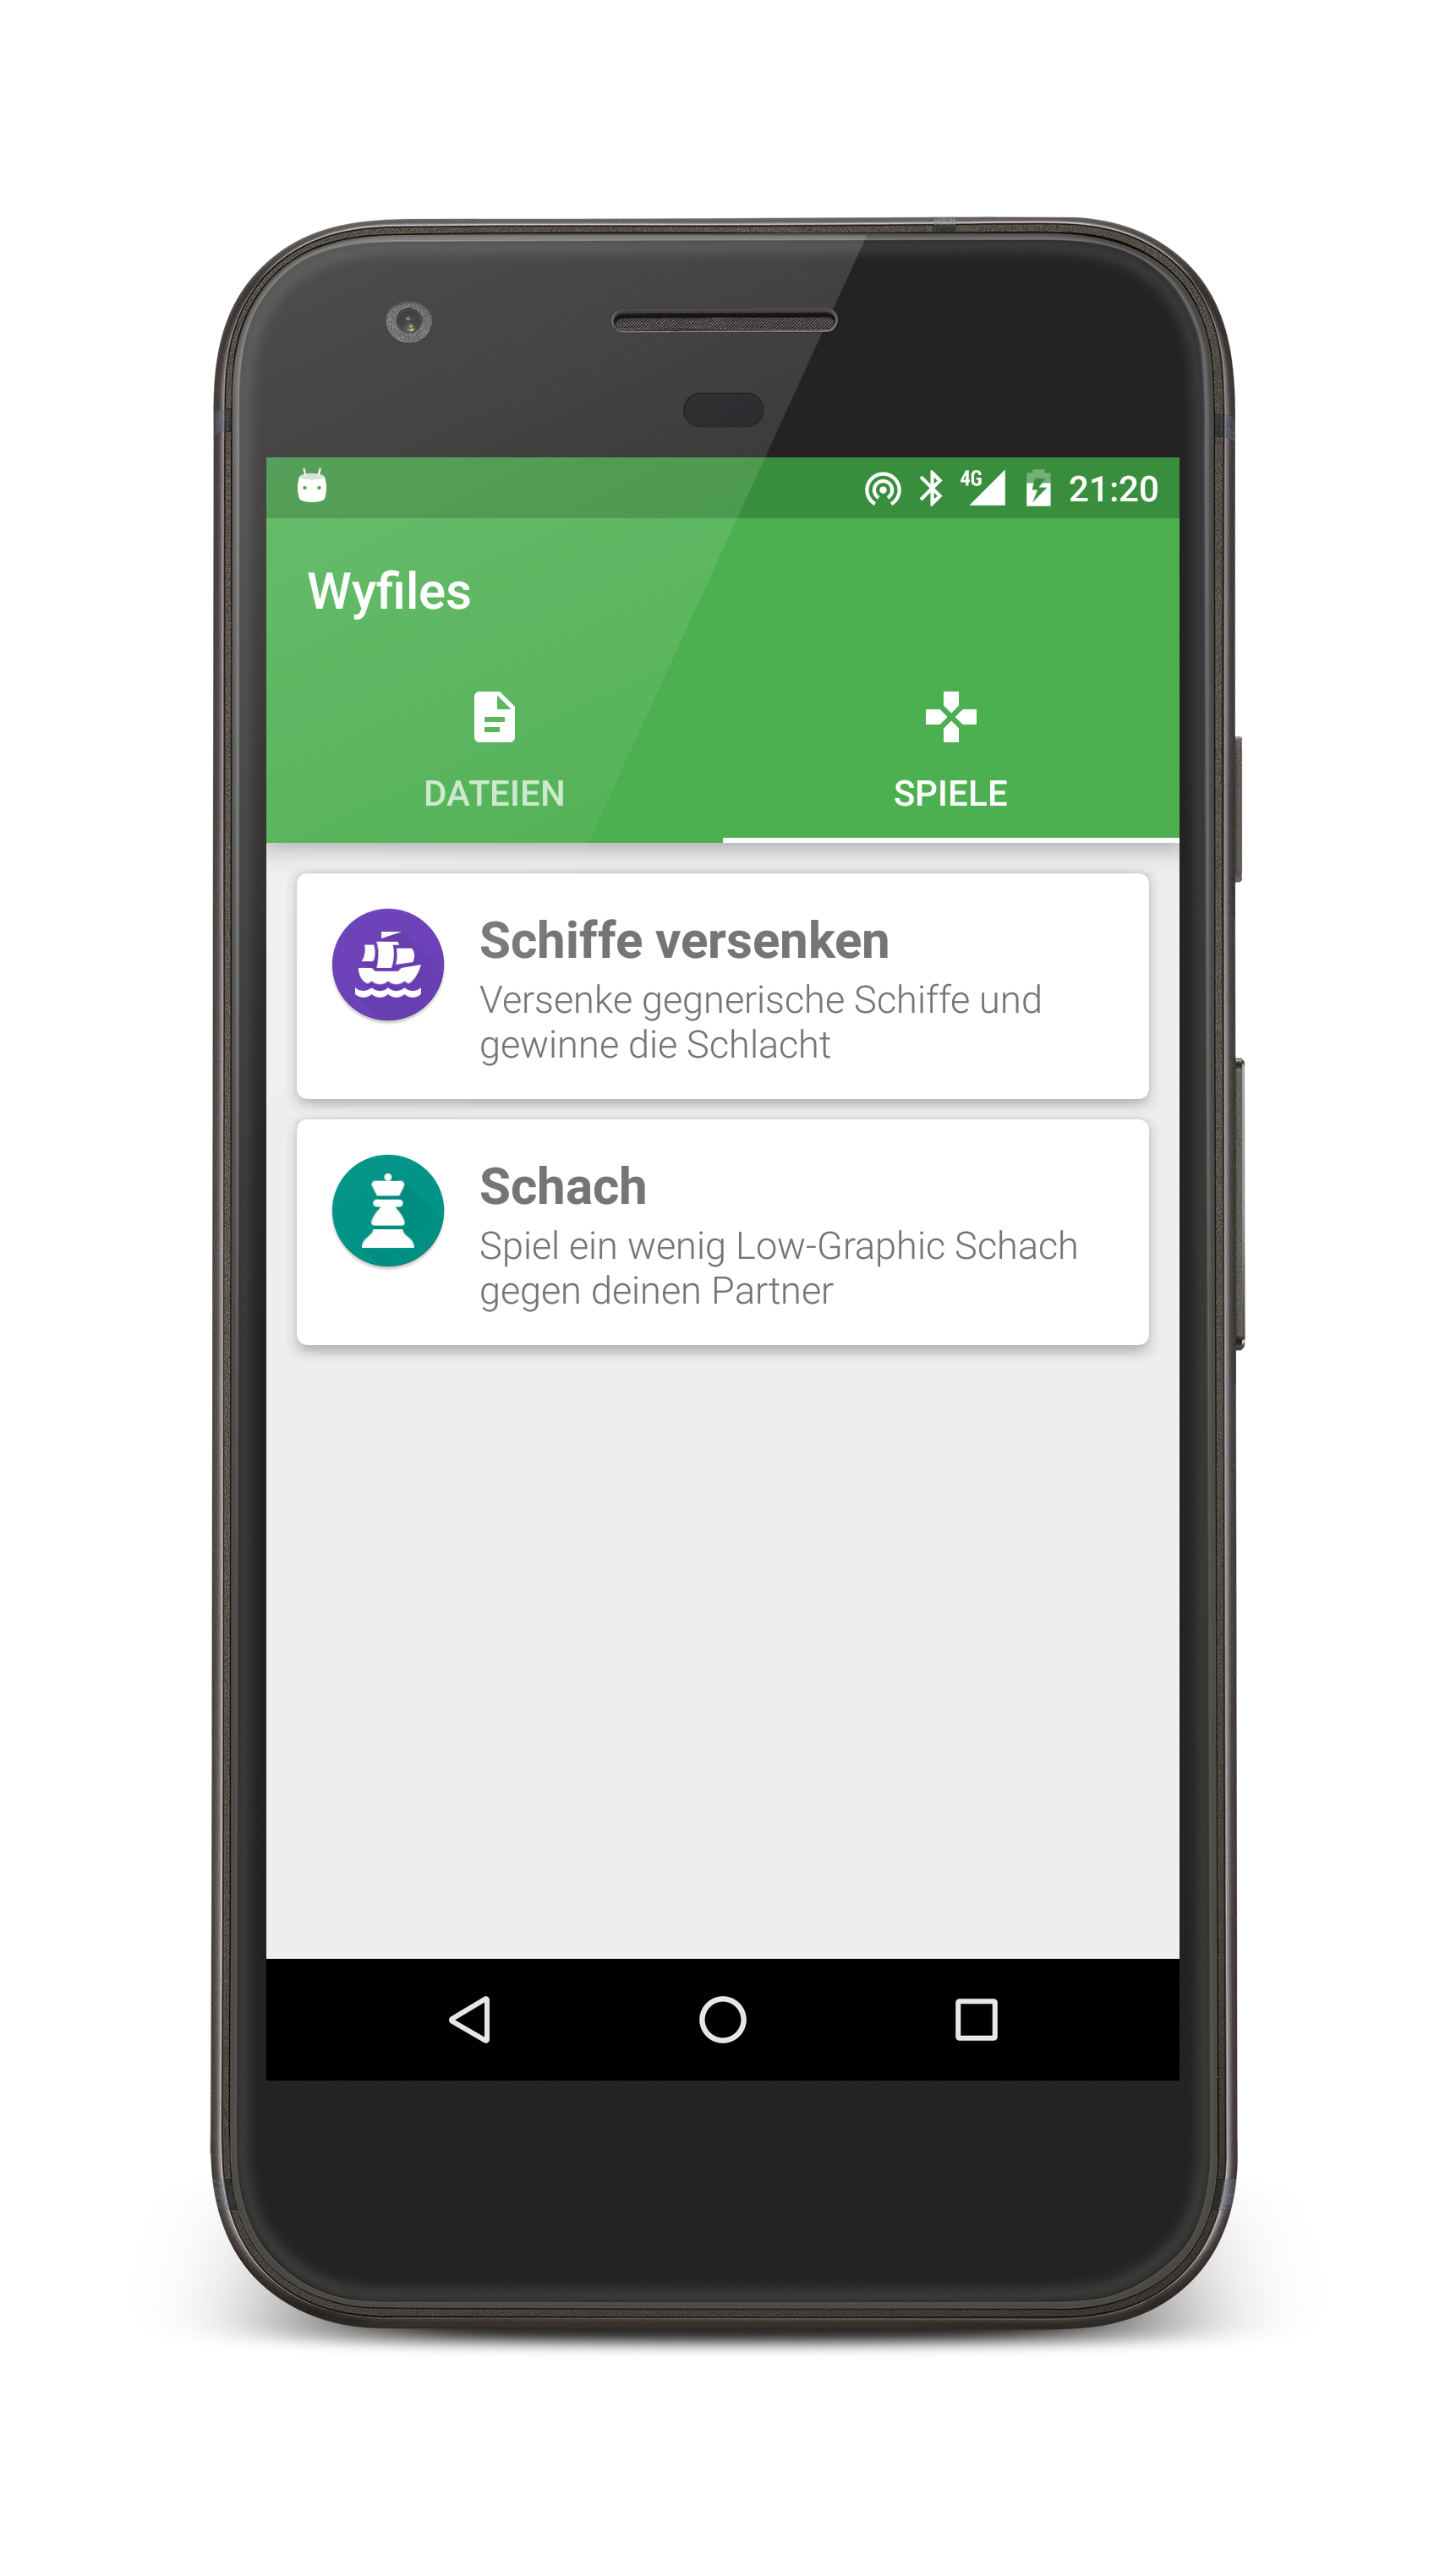 4G 21:20
Wyfiles
DATEIEN SPIELE
Schiffe versenken
Versenke gegnerische Schiffe und
gewinne die Schlacht
Schach
Spiel ein wenig Low-Graphic Schach
gegen deinen Partner